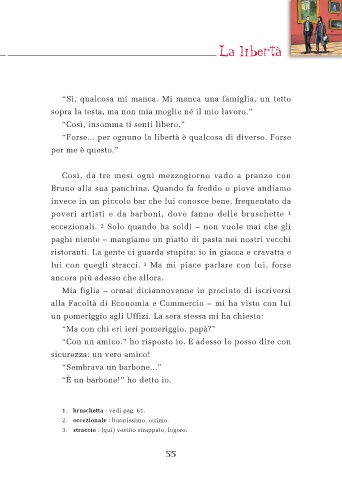 La libertà
“Sì, qualcosa mi manca. Mi manca una famiglia, un tetto
sopra la testa, ma non mia moglie né il mio lavoro.”
“Così, insomma ti senti libero.”
“Forse... per ognuno la libertà è qualcosa di diverso. Forse
per me è questo.”
Così, da tre mesi ogni mezzogiorno vado a pranzo con
Bruno alla sua panchina. Quando fa freddo o piove andiamo
invece in un piccolo bar che lui conosce bene, frequentato da
poveri artisti e da barboni, dove fanno delle bruschette 1
eccezionali. 2 Solo quando ha soldi – non vuole mai che gli
paghi niente – mangiamo un piatto di pasta nei nostri vecchi
ristoranti. La gente ci guarda stupita: io in giacca e cravatta e
lui con quegli stracci. 3 Ma mi piace parlare con lui, forse
ancora più adesso che allora.
Mia figlia – ormai diciannovenne in procinto di iscriversi
alla Facoltà di Economia e Commercio – mi ha visto con lui
un pomeriggio agli Uffizi. La sera stessa mi ha chiesto:
“Ma con chi eri ieri pomeriggio, papà?”
“Con un amico.” ho risposto io. E adesso lo posso dire con
sicurezza: un vero amico!
“Sembrava un barbone...”
“È un barbone!” ho detto io.
1. bruschetta : vedi pag. 61.
2. eccezionale : buonissimo, ottimo.
3. straccio : (qui) vestito strappato, logoro.
55